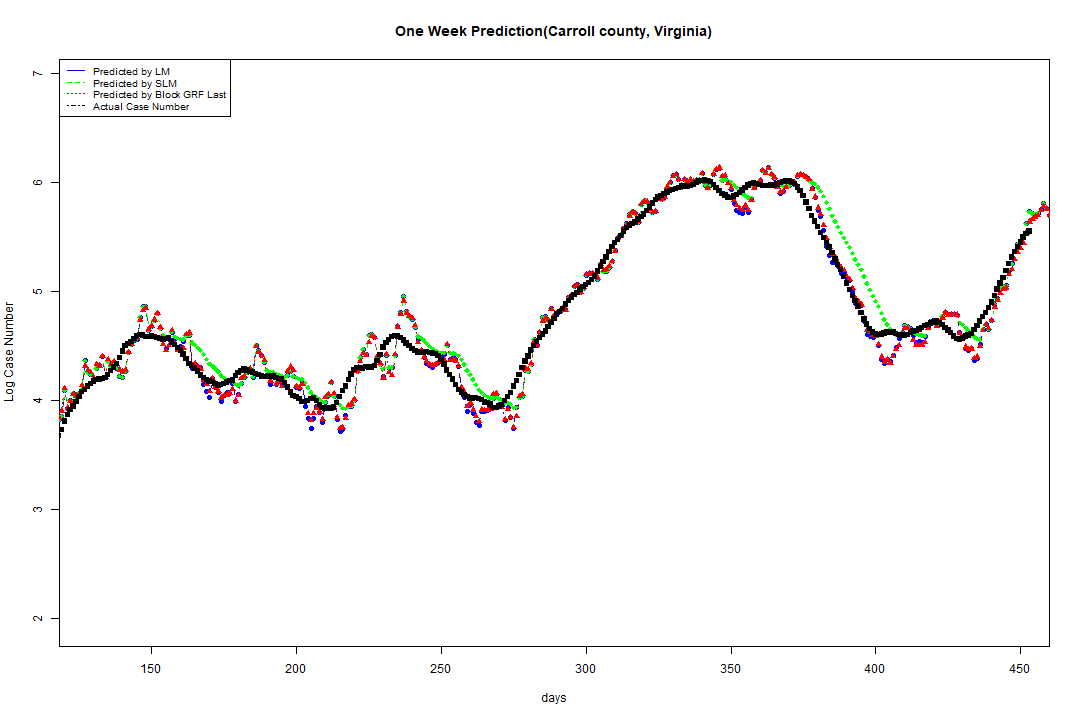 One Week Prediction(Carroll county, Virginia)
Predicted by LM
Predicted by SLM
Predicted by Block GRF Last
Actual Case Number
7
6
5
4
3
2
Log Case Number
150 200 250 300 350 400 450
days